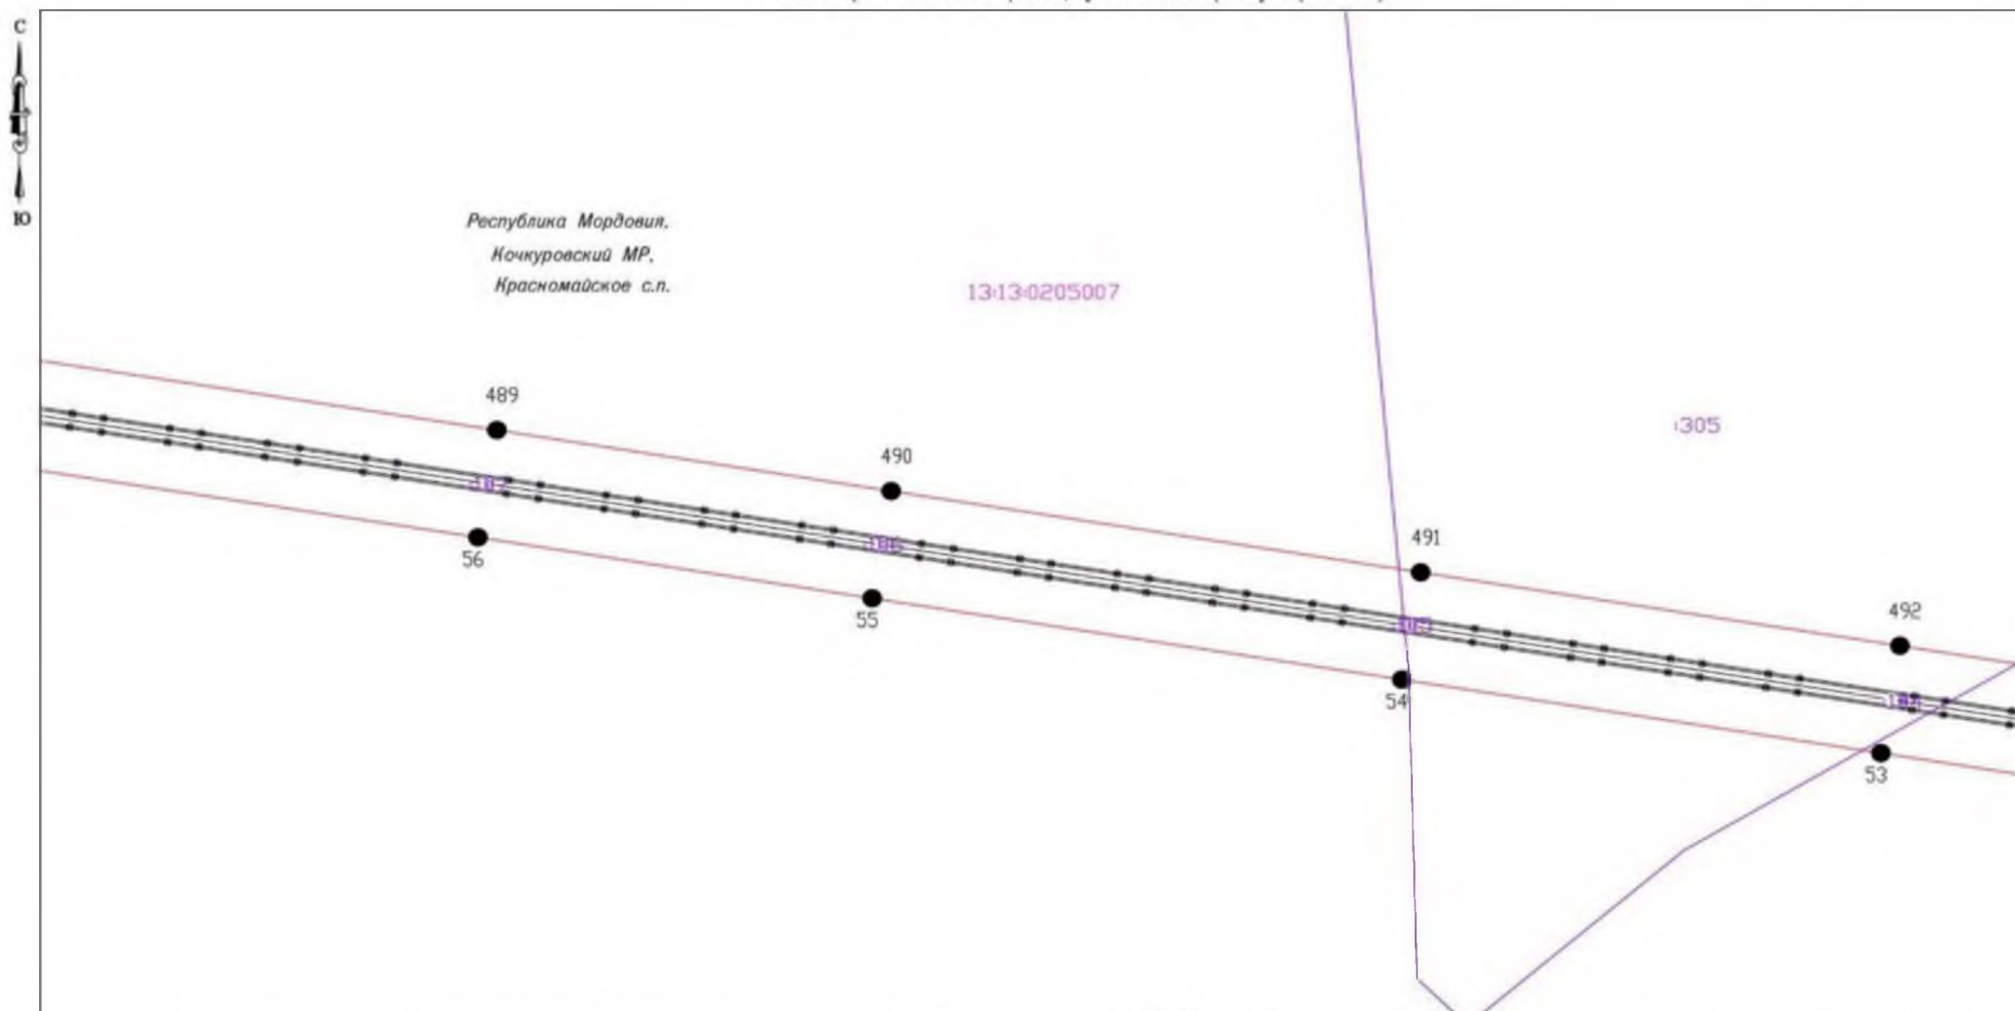 С
Ю
Республика Мордовия,
Кочкуровский МР,
Красномайское с.п.
13:13:0205007
:305
489
490
491
492
56
55
54
53